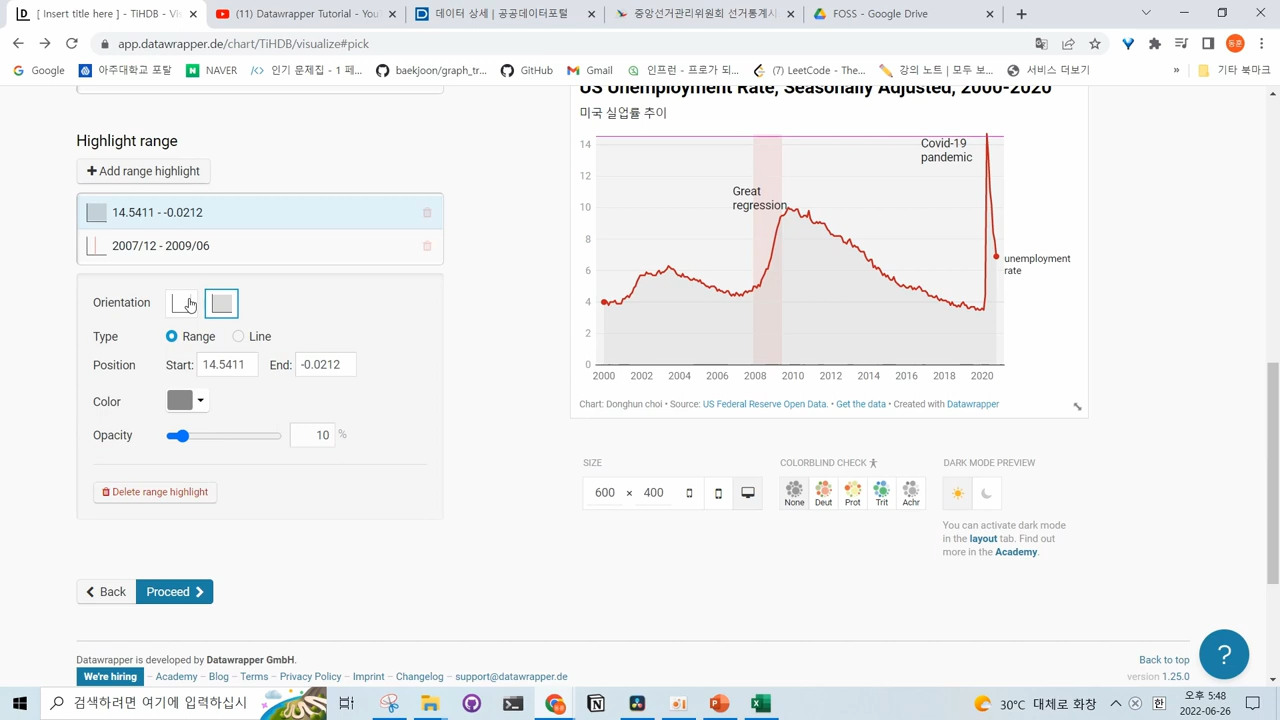 [ Insert title here ] - TiHDB - Vis
(11) Datawrapper Tutorial - You
데이터 상세 | 공공데이터포털
중앙선거관리위원회 선거통계시
FOSS - Google Drive
app.datawrapper.de/chart/TiHDB/visualize#pick
동훈
Google
아주대학교 포탈
NAVER
인기 문제집 - 1 페...
baekjoon/graph_tr...
GitHub
Gmail
인프런 - 프로가 되...
LeetCode - The...
강의 노트 | 모두 보...
서비스 더보기
»
기타 북마크
US Unemployment Rate, Seasonally Adjusted, 2000-2020
미국 실업률 추이
Highlight range
+ Add range highlight
14.5411 - -0.0212
2007/12 - 2009/06
Orientation
Type
Range
Line
Position
Start: 14.5411
End: -0.0212
Color
Opacity
10 %
Delete range highlight
Back
Proceed
14
12
10
8
6
4
2
0
Great
regression
Covid-19
pandemic
unemployment
rate
2000 2002 2004 2006 2008 2010 2012 2014 2016 2018 2020
Chart: Donghun choi • Source: US Federal Reserve Open Data. • Get the data • Created with Datawrapper
SIZE
600 × 400
COLORBLIND CHECK
None Deut Prot Trit Achr
DARK MODE PREVIEW
You can activate dark mode
in the layout tab. Find out
more in the Academy.
Datawrapper is developed by Datawrapper GmbH.
Back to top
We're hiring – Academy – Blog – Terms – Privacy Policy – Imprint – Changelog – support@datawrapper.de
version 1.25.0
?
검색하려면 여기에 입력하십시
30°C 대체로 화창
한
오후 5:48
2022-06-26